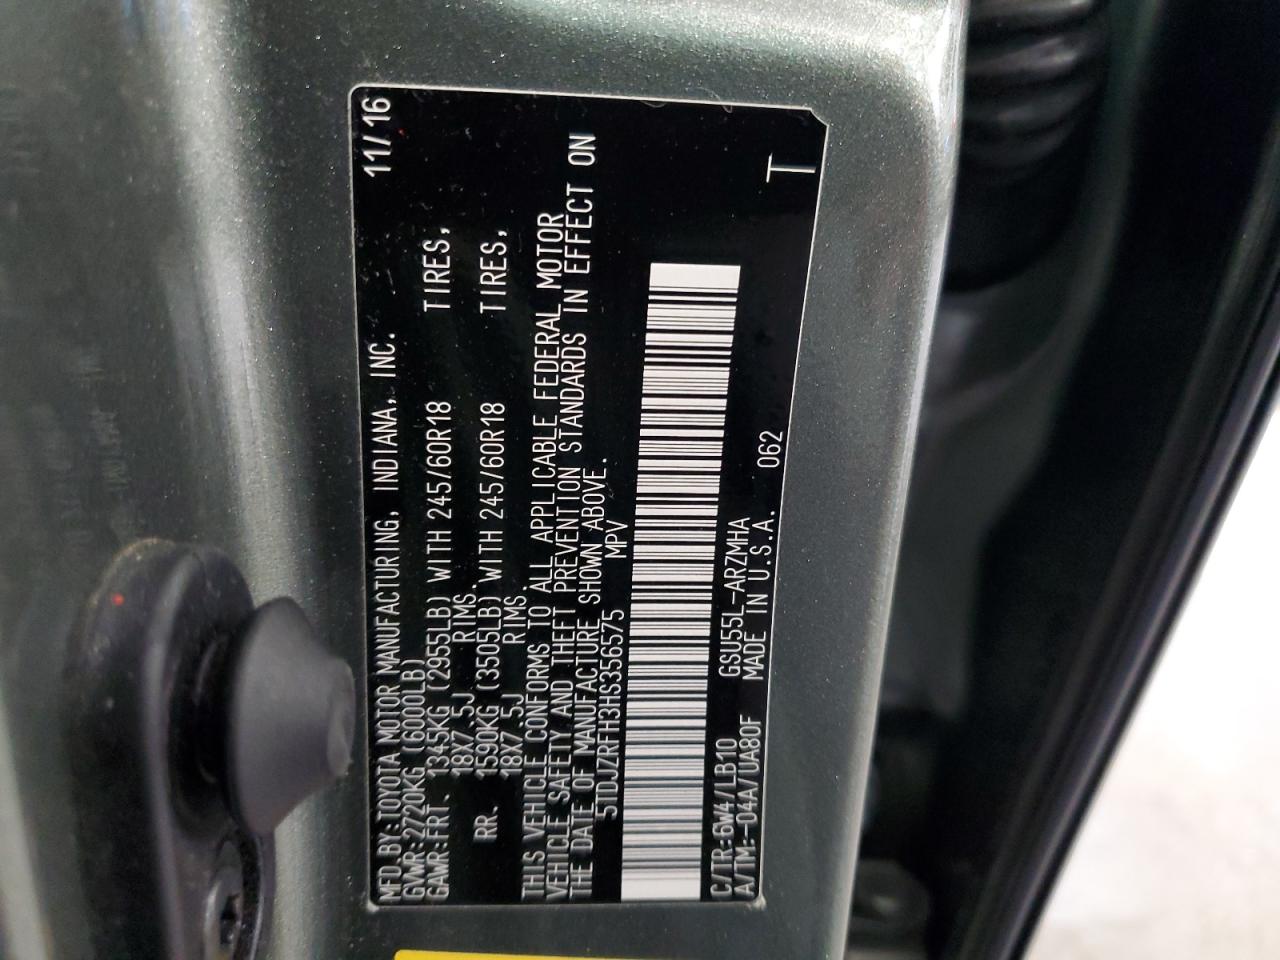 MFD.BY:TOYOTA MOTOR MANUFACTURING, INDIANA, INC. 11/16
GVWR:2720KG (6000LB)
GAWR:FRT. 1345KG (2955LB) WITH 245/60R18 TIRES,
18X7.5J RIMS.
RR. 1590KG (3505LB) WITH 245/60R18 TIRES,
18X7.5J RIMS.
THIS VEHICLE CONFORMS TO ALL APPLICABLE FEDERAL MOTOR
VEHICLE SAFETY AND THEFT PREVENTION STANDARDS IN EFFECT ON
THE DATE OF MANUFACTURE SHOWN ABOVE.
5TDJZRFH3HS356575 MPV
C/TR:6W4/LB10 GSU55L-ARZMHA
A/TM:-04A/UA80F MADE IN U.S.A. 062
T